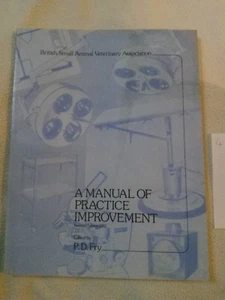 British Small Animal Veterinary Association
A MANUAL OF
PRACTICE
IMPROVEMENT
Edited by
P.D. Fry